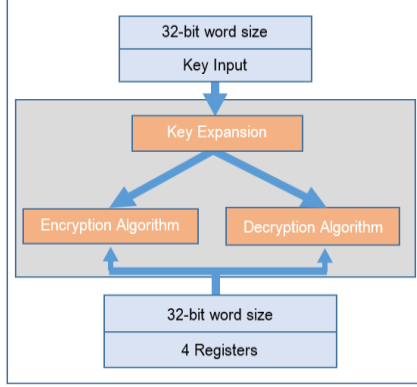 32-bit word size
Key Input
Key Expansion
Encryption Algorithm
Decryption Algorithm
32-bit word size
4 Registers